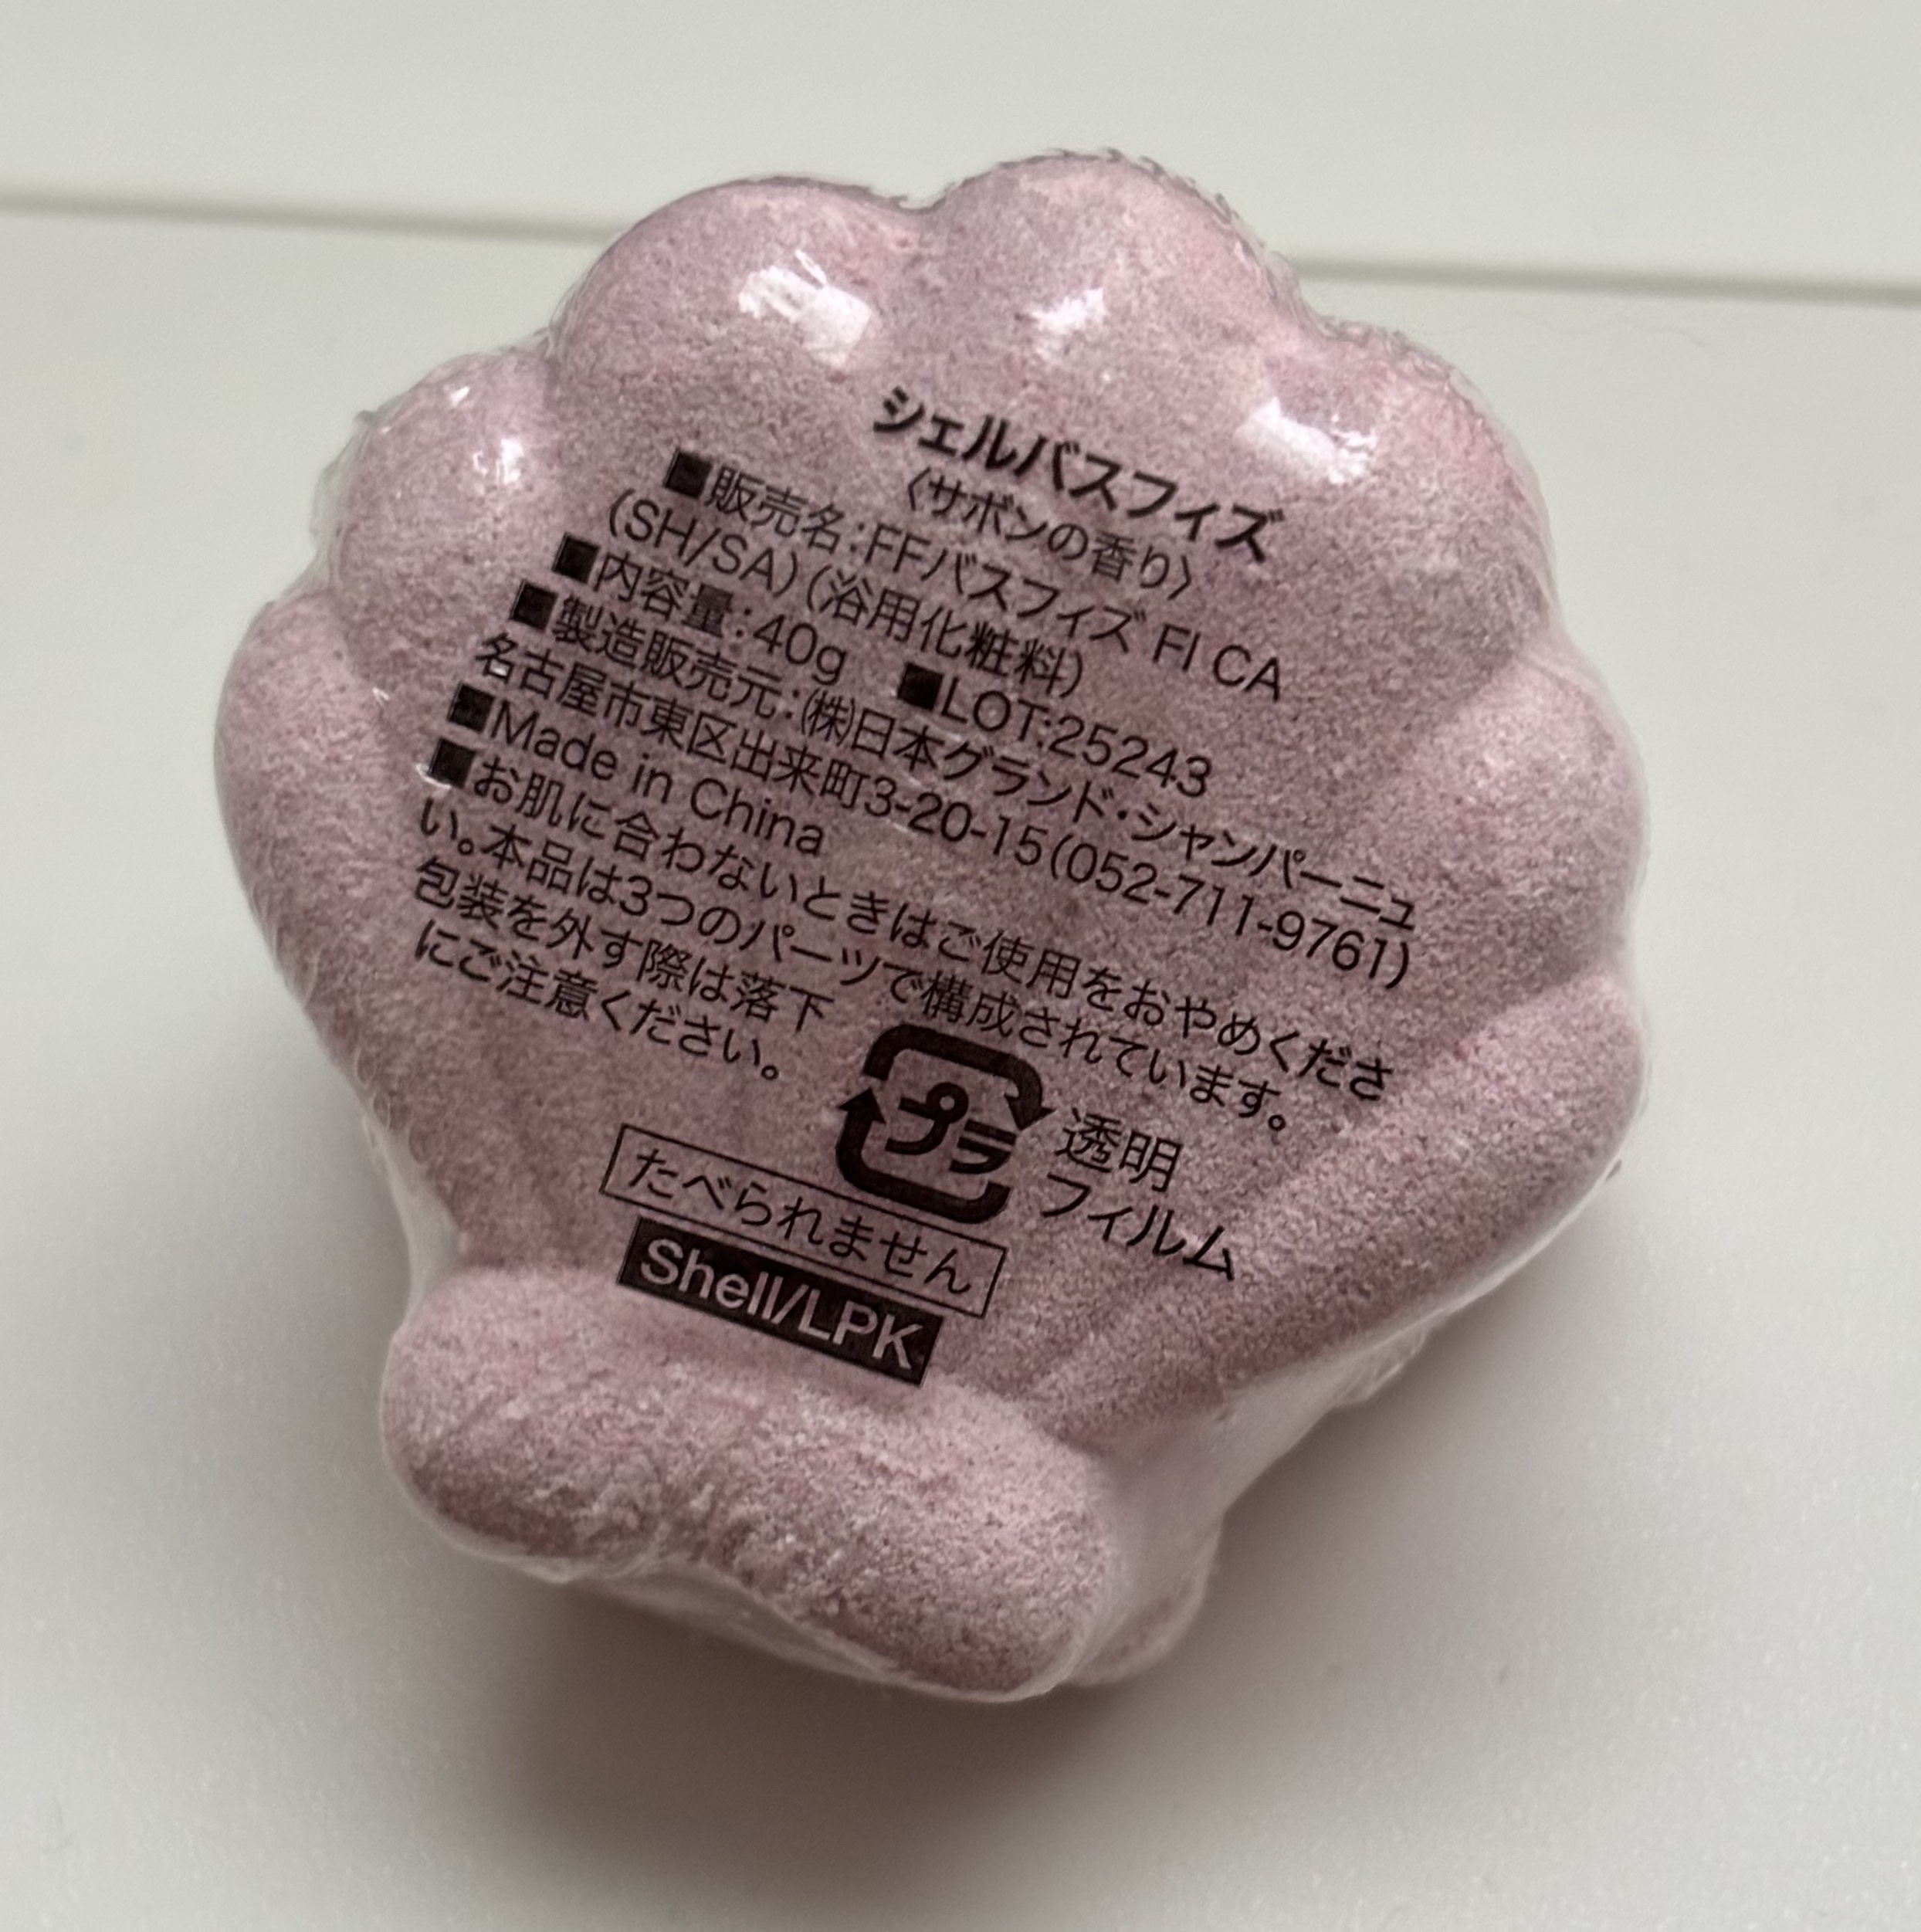 シェルバスフィズ
〈サボンの香り〉
■販売名:FFバスフィズ FI CA
(SH/SA)(浴用化粧料)
■内容量:40g ■LOT:25243
■製造販売元:㈱日本グランド・シャンパーニュ
名古屋市東区出来町3-20-15(052-711-9761)
■Made in China
■お肌に合わないときはご使用をおやめくださ
い。本品は3つのパーツで構成されています。
包装を外す際は落下
にご注意ください。
プラ
透明
フィルム
たべられません
Shell/LPK